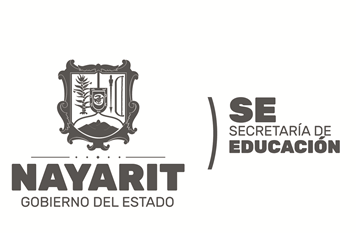 NAYARIT
GOBIERNO DEL ESTADO
SE
SECRETARÍA DE
EDUCACIÓN